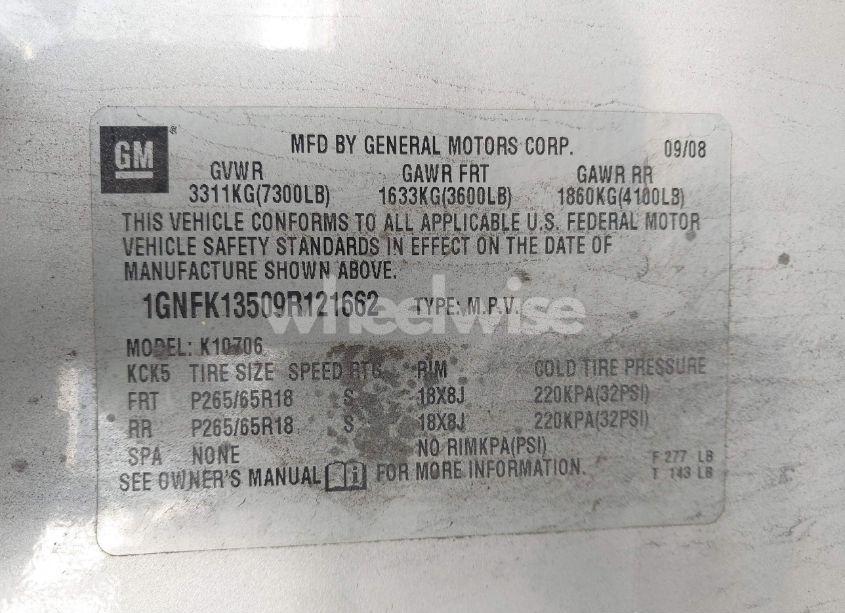 GM ®
MFD BY GENERAL MOTORS CORP. 09/08
GVWR GAWR FRT GAWR RR
3311KG(7300LB) 1633KG(3600LB) 1860KG(4100LB)
THIS VEHICLE CONFORMS TO ALL APPLICABLE U.S. FEDERAL MOTOR
VEHICLE SAFETY STANDARDS IN EFFECT ON THE DATE OF
MANUFACTURE SHOWN ABOVE.
1GNFK13509R121662 TYPE: M.P.V.
wheelwise
MODEL: K10706
KCK5 TIRE SIZE SPEED RTG RIM COLD TIRE PRESSURE
FRT P265/65R18 S 18X8J 220KPA(32PSI)
RR P265/65R18 S 18X8J 220KPA(32PSI)
SPA NONE NO RIMKPA(PSI)
SEE OWNER'S MANUAL i FOR MORE INFORMATION.
F 277 LB
T 143 LB